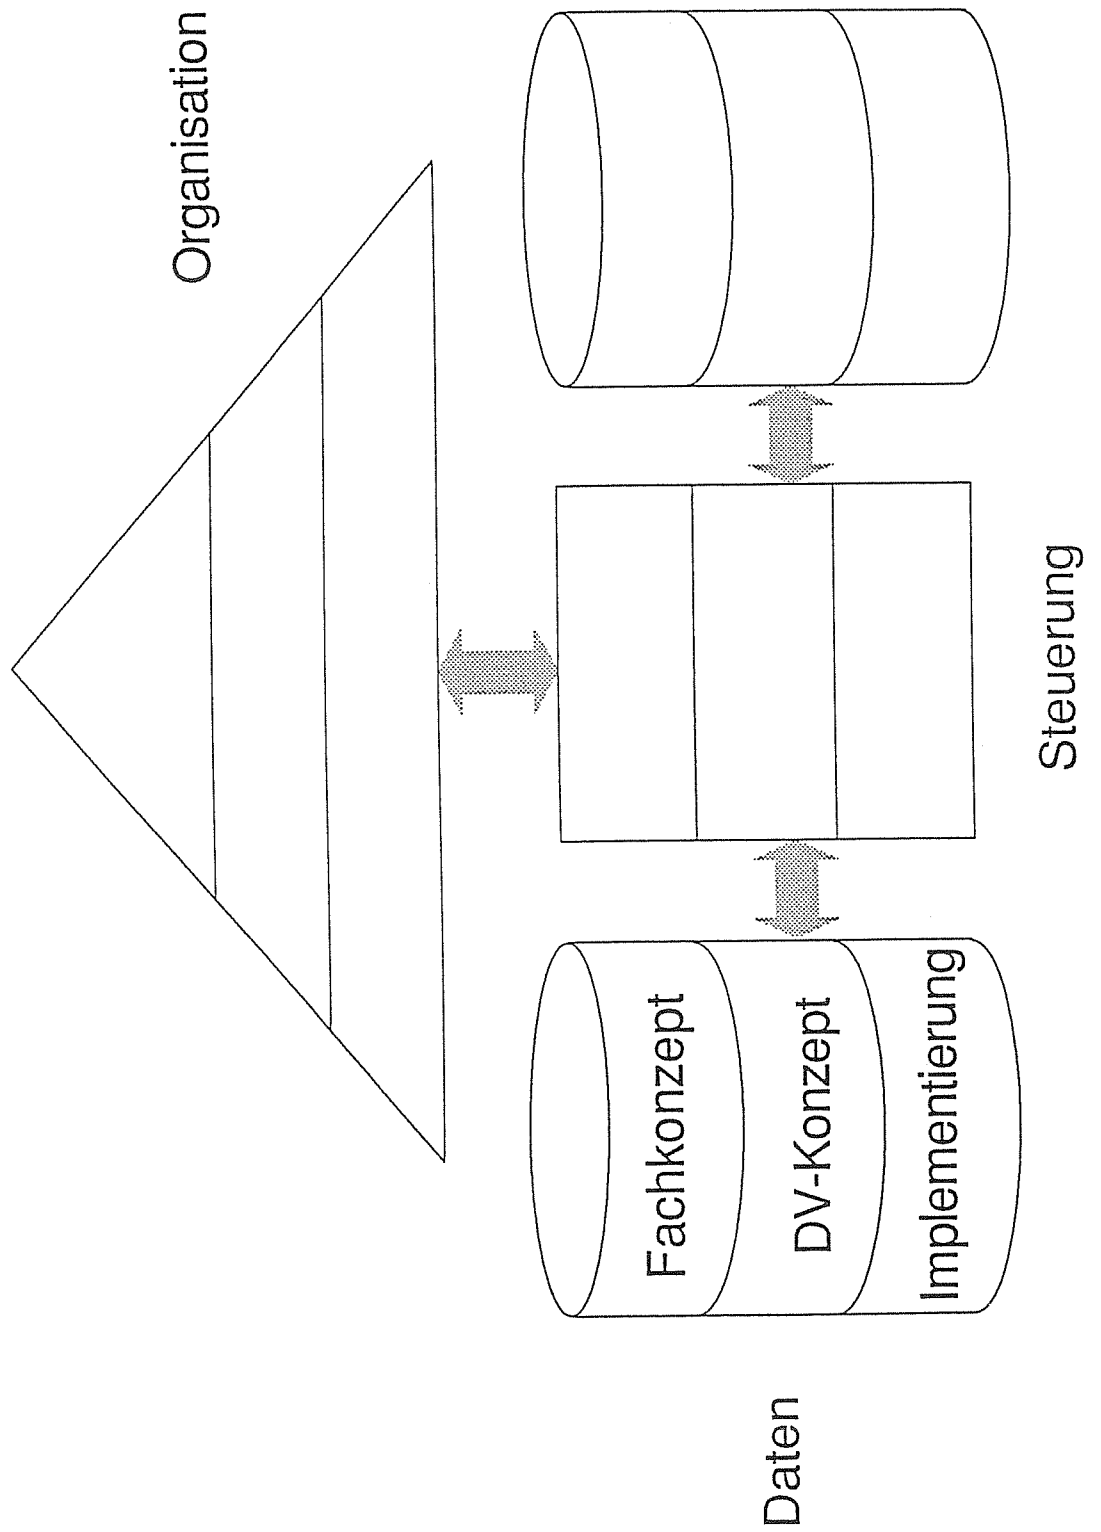 Organisation
Fachkonzept
DV-Konzept
Implementierung
Daten
Steuerung